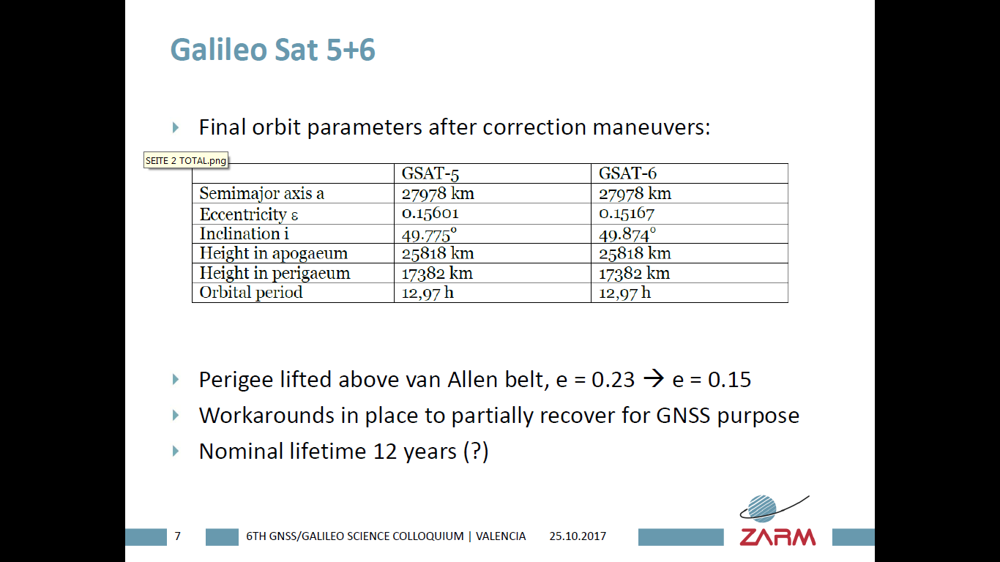 Galileo Sat 5+6
Final orbit parameters after correction maneuvers:
SEITE 2 TOTAL.png
GSAT-5 GSAT-6
Semimajor axis a 27978 km 27978 km
Eccentricity ε 0.15601 0.15167
Inclination i 49.775° 49.874°
Height in apogaeum 25818 km 25818 km
Height in perigaeum 17382 km 17382 km
Orbital period 12,97 h 12,97 h
Perigee lifted above van Allen belt, e = 0.23 → e = 0.15
Workarounds in place to partially recover for GNSS purpose
Nominal lifetime 12 years (?)
7 6TH GNSS/GALILEO SCIENCE COLLOQUIUM | VALENCIA 25.10.2017
ZARM